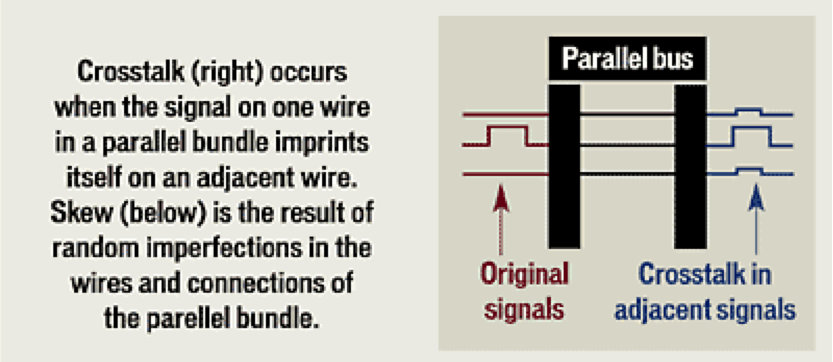 Crosstalk (right) occurs
when the signal on one wire
in a parallel bundle imprints
itself on an adjacent wire.
Skew (below) is the result of
random imperfections in the
wires and connections of
the parellel bundle.
Parallel bus
Original
signals
Crosstalk in
adjacent signals